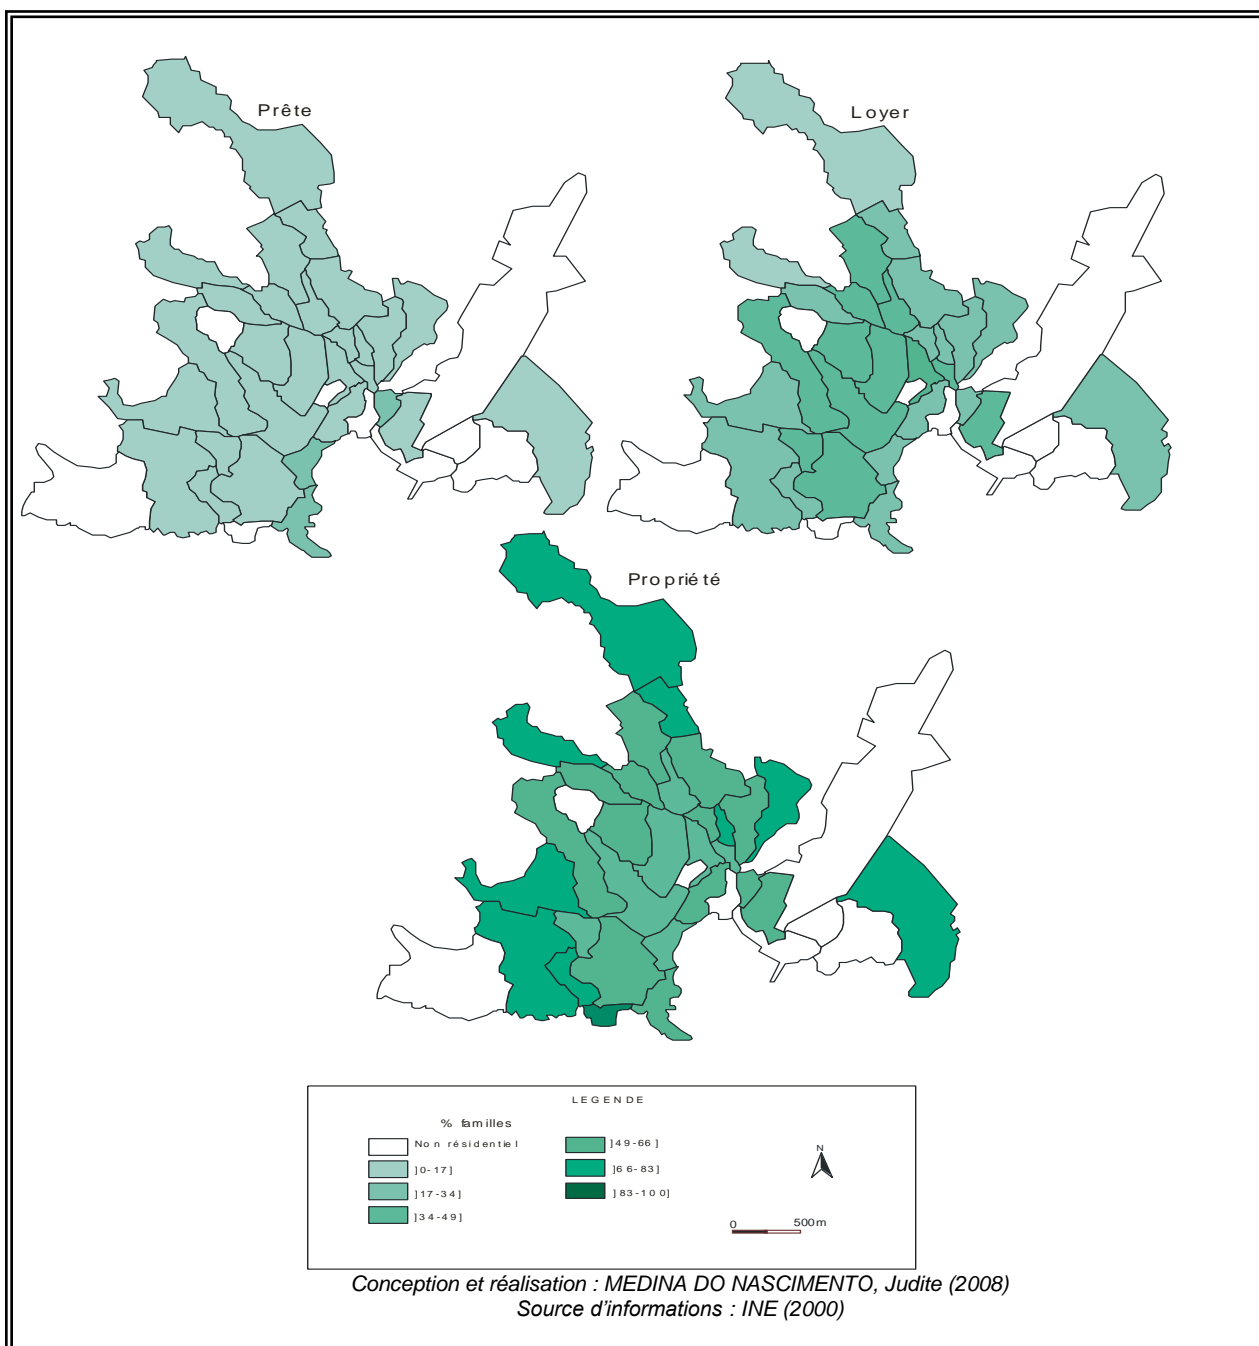 Prête
Loyer
Propriété
LEGENDE
% familles
Non résidentiel
]0-17]
]17-34]
]34-49]
]49-66]
]66-83]
]83-100]
N
0 500m
Conception et réalisation : MEDINA DO NASCIMENTO, Judite (2008)
Source d'informations : INE (2000)